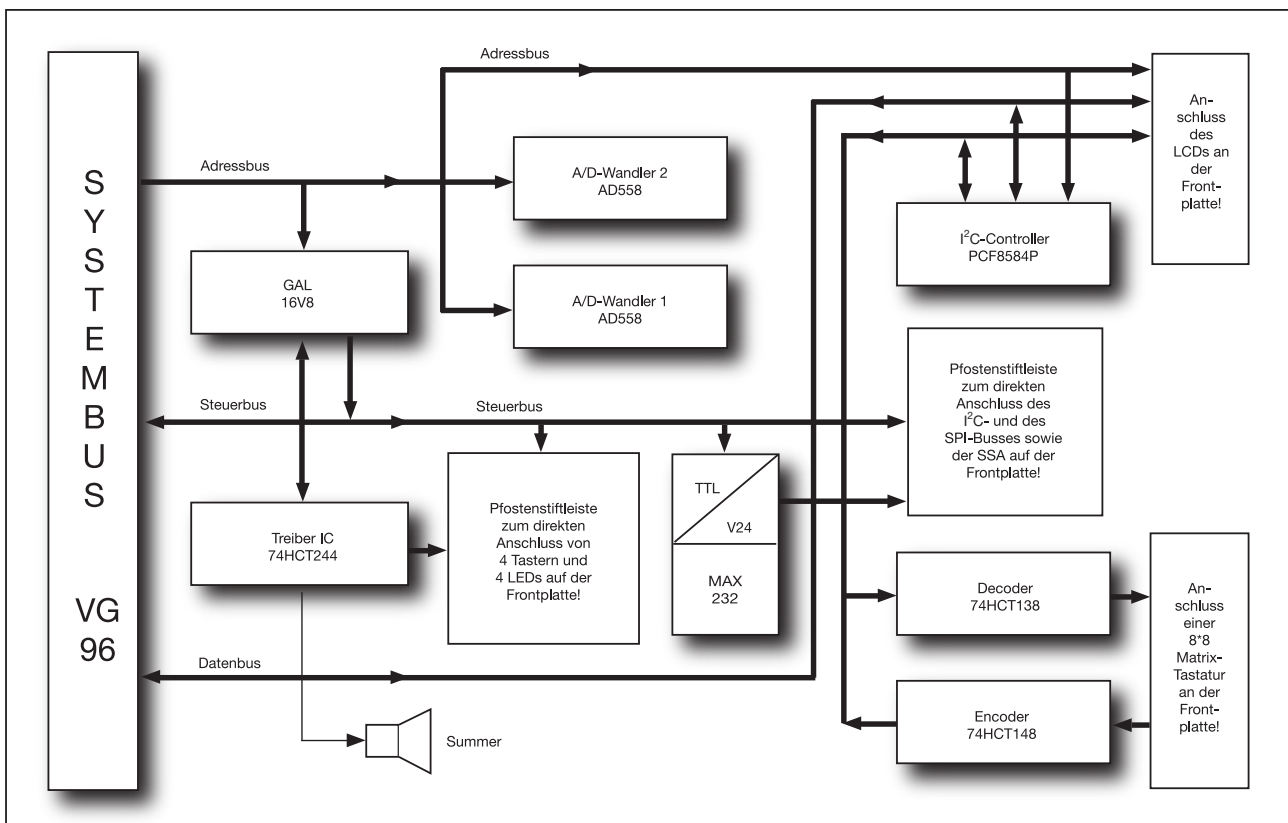 S
Y
S
T
E
M
B
U
S
VG
96
Adressbus
Adressbus
A/D-Wandler 2
AD558
A/D-Wandler 1
AD558
GAL
16V8
An-
schluss
des
LCDs an
der
Front-
platte!
I²C-Controller
PCF8584P
Steuerbus
Steuerbus
Pfostenstiftleiste
zum direkten
Anschluss des
I²C- und des
SPI-Busses sowie
der SSA auf der
Frontplatte!
Treiber IC
74HCT244
Pfostenstiftleiste
zum direkten
Anschluss von
4 Tastern und
4 LEDs auf der
Frontplatte!
TTL
V24
MAX
232
Decoder
74HCT138
Encoder
74HCT148
An-
schluss
einer
8*8
Matrix-
Tastatur
an der
Front-
platte!
Datenbus
Summer